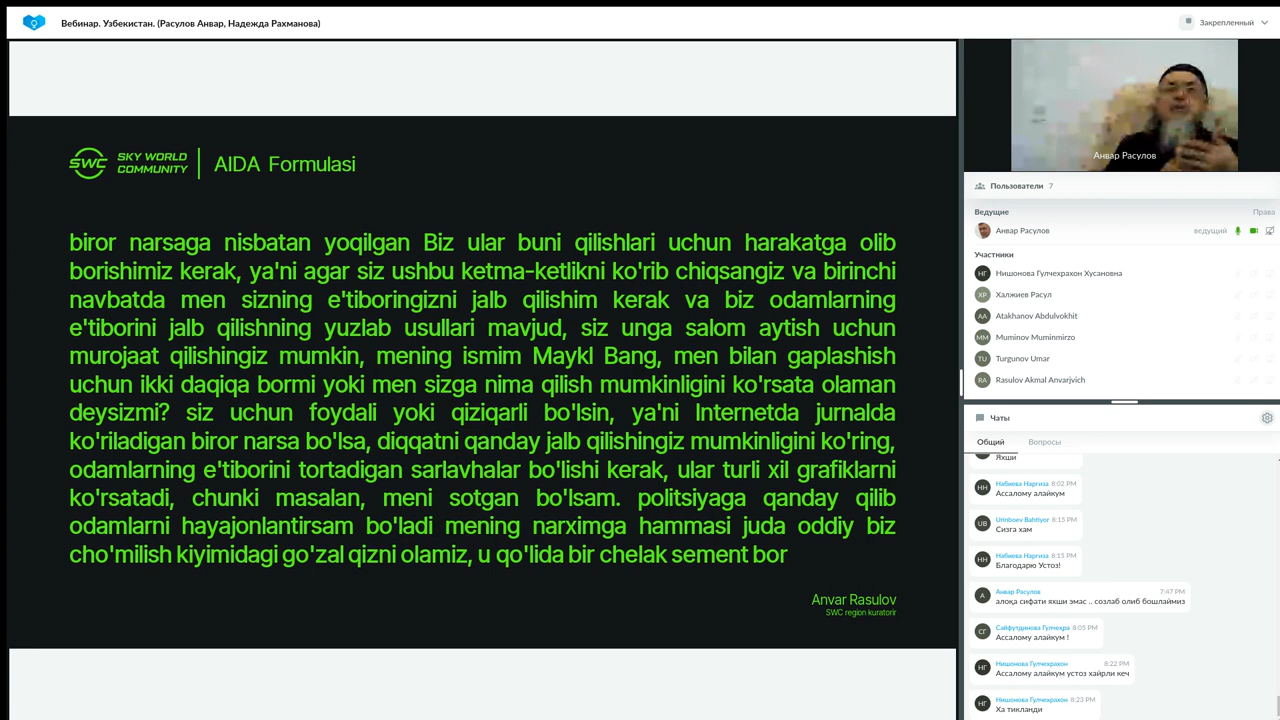 Вебинар. Узбекистан. (Расулов Анвар, Надежда Рахманова)
Закрепленный
SWC
SKY WORLD
COMMUNITY
AIDA Formulasi
biror narsaga nisbatan yoqilgan Biz ular buni qilishlari uchun harakatga olib
borishimiz kerak, ya'ni agar siz ushbu ketma-ketlikni ko'rib chiqsangiz va birinchi
navbatda men sizning e'tiboringizni jalb qilishim kerak va biz odamlarning
e'tiborini jalb qilishning yuzlab usullari mavjud, siz unga salom aytish uchun
murojaat qilishingiz mumkin, mening ismim Maykl Bang, men bilan gaplashish
uchun ikki daqiqa bormi yoki men sizga nima qilish mumkinligini ko'rsata olaman
deysizmi? siz uchun foydali yoki qiziqarli bo'lsin, ya'ni Internetda jurnalda
ko'riladigan biror narsa bo'lsa, diqqatni qanday jalb qilishingiz mumkinligini ko'ring,
odamlarning e'tiborini tortadigan sarlavhalar bo'lishi kerak, ular turli xil grafiklarni
ko'rsatadi, chunki masalan, meni sotgan bo'lsam. politsiyaga qanday qilib
odamlarni hayajonlantirsam bo'ladi mening narximga hammasi juda oddiy biz
cho'milish kiyimidagi go'zal qizni olamiz, u qo'lida bir chelak sement bor
Anvar Rasulov
SWC region kuratorir
Анвар Расулов
Пользователи 7
Ведущие Права
Анвар Расулов ведущий
Участники
НГ Нишонова Гулчехрахон Хусановна
ХР Халжиев Расул
AA Atakhanov Abdulvokhit
MM Muminov Muminmirzo
TU Turgunov Umar
RA Rasulov Akmal Anvarjvich
Чаты
Общий Вопросы
Яхши
НН Набиева Наргиза 8:02 PM
Ассалому алайкум
UB Urinboev Bahtiyor 8:15 PM
Сизга хам
НН Набиева Наргиза 8:15 PM
Благодарю Устоз!
А Анвар Расулов 7:47 PM
алоқа сифати яхши эмас .. созлаб олиб бошлаймиз
СГ Сайфутдинова Гулчехра 8:05 PM
Ассалому алайкум !
НГ Нишонова Гулчехрахон 8:22 PM
Ассалому алайкум устоз хайрли кеч
НГ Нишонова Гулчехрахон 8:23 PM
Ха тикланди